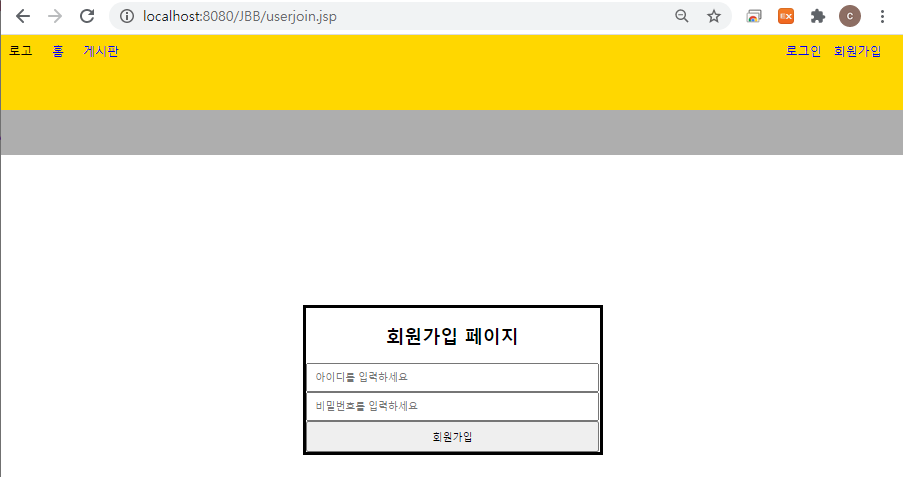 localhost:8080/JBB/userjoin.jsp
EX
C
로고 홈 게시판 로그인 회원가입
회원가입 페이지
아이디를 입력하세요
비밀번호를 입력하세요
회원가입